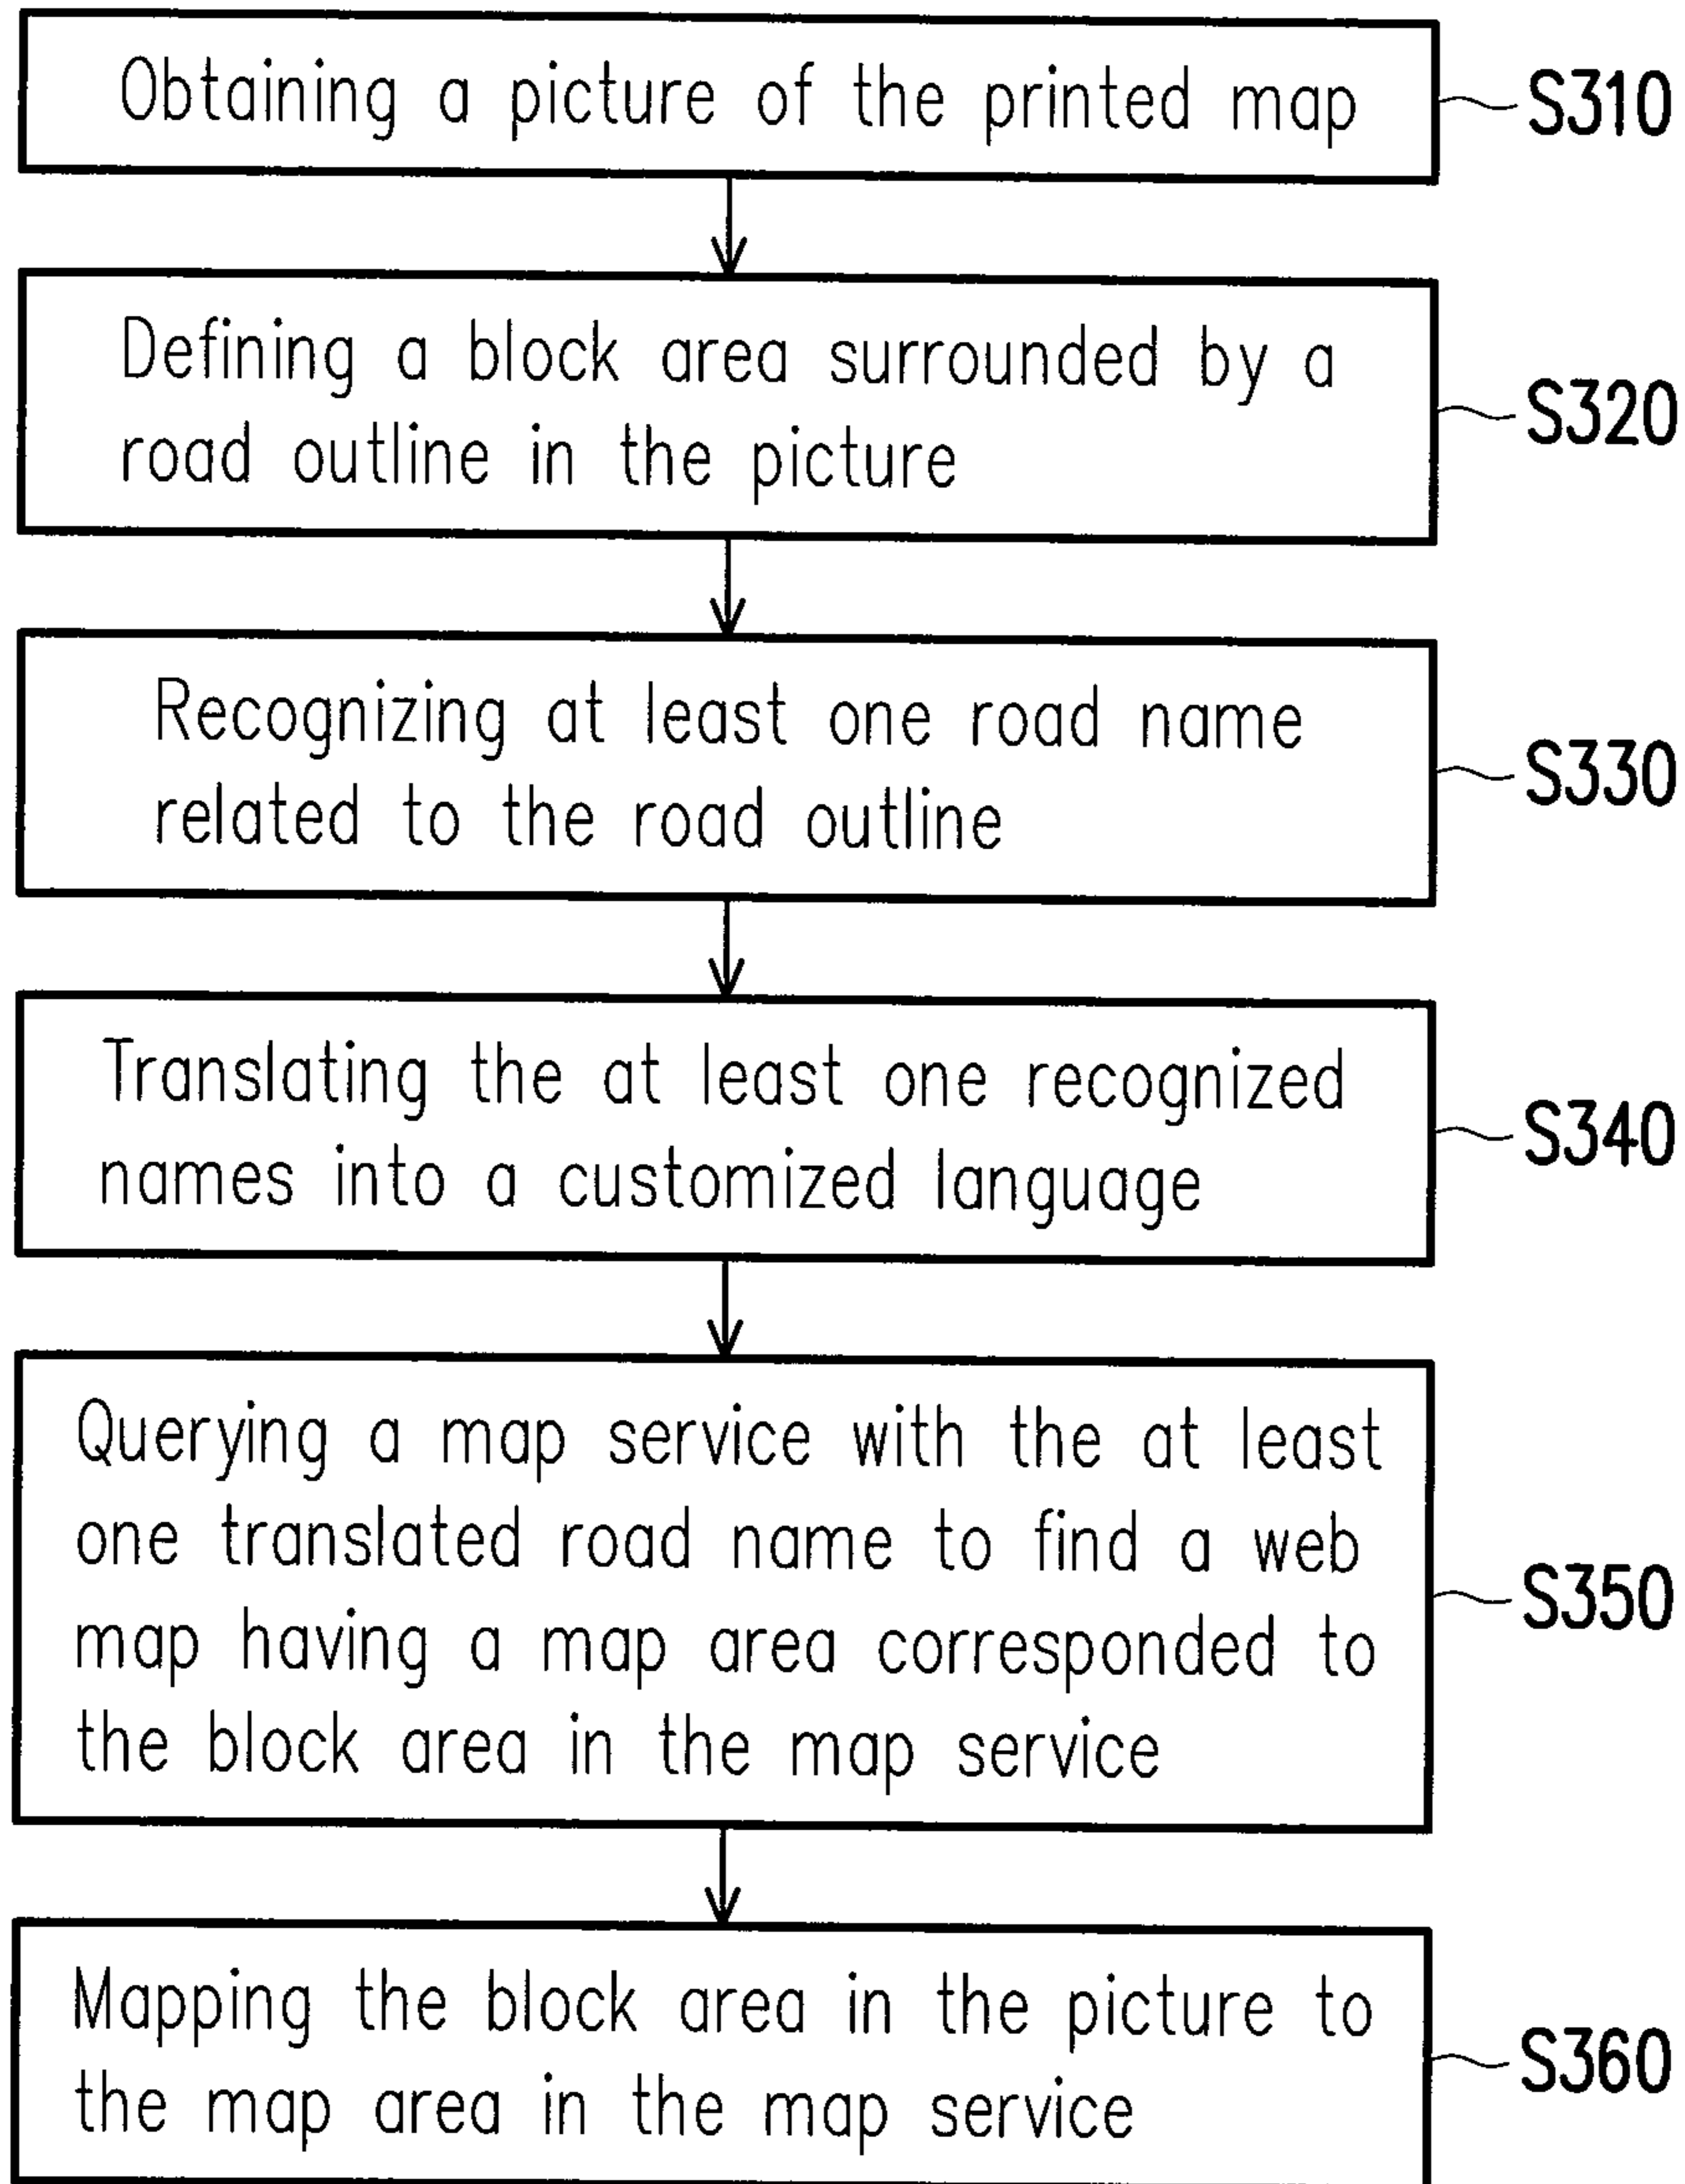 Obtaining a picture of the printed map
S310
Defining a block area surrounded by a
road outline in the picture
S320
Recognizing at least one road name
related to the road outline
S330
Translating the at least one recognized
names into a customized language
S340
Querying a map service with the at least
one translated road name to find a web
map having a map area corresponded to
the block area in the map service
S350
Mapping the block area in the picture to
the map area in the map service
S360